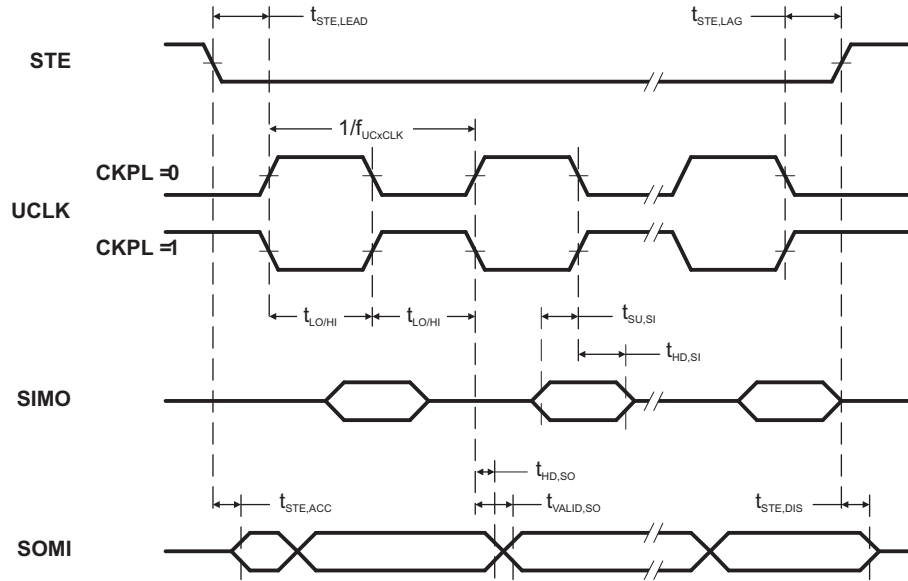 tSTE,LEAD
tSTE,LAG
STE
1/fUCxCLK
CKPL =0
UCLK
CKPL =1
tLO/HI
tLO/HI
tSU,SI
tHD,SI
SIMO
tHD,SO
tSTE,ACC
tVALID,SO
tSTE,DIS
SOMI